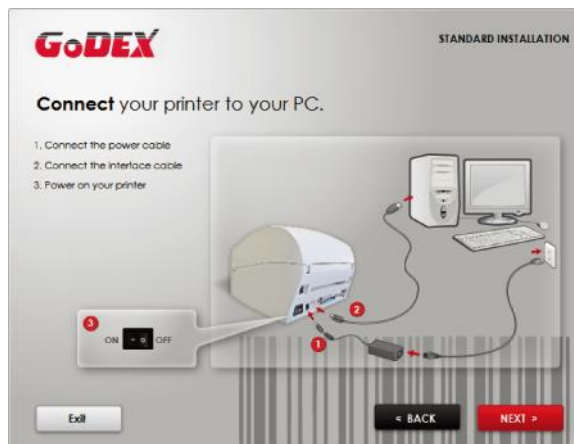 GoDEX
STANDARD INSTALLATION
Connect your printer to your PC.
1. Connect the power cable
2. Connect the interface cable
3. Power on your printer
2
3
ON - o OFF
1
Exit
< BACK
NEXT >